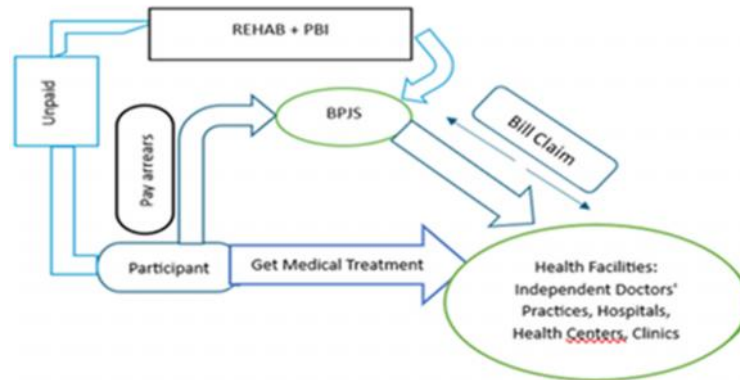 REHAB + PBI
Unpaid
BPJS
Pay arrears
Bill Claim
Participant
Get Medical Treatment
Health Facilities:
Independent Doctors'
Practices, Hospitals,
Health Centers, Clinics